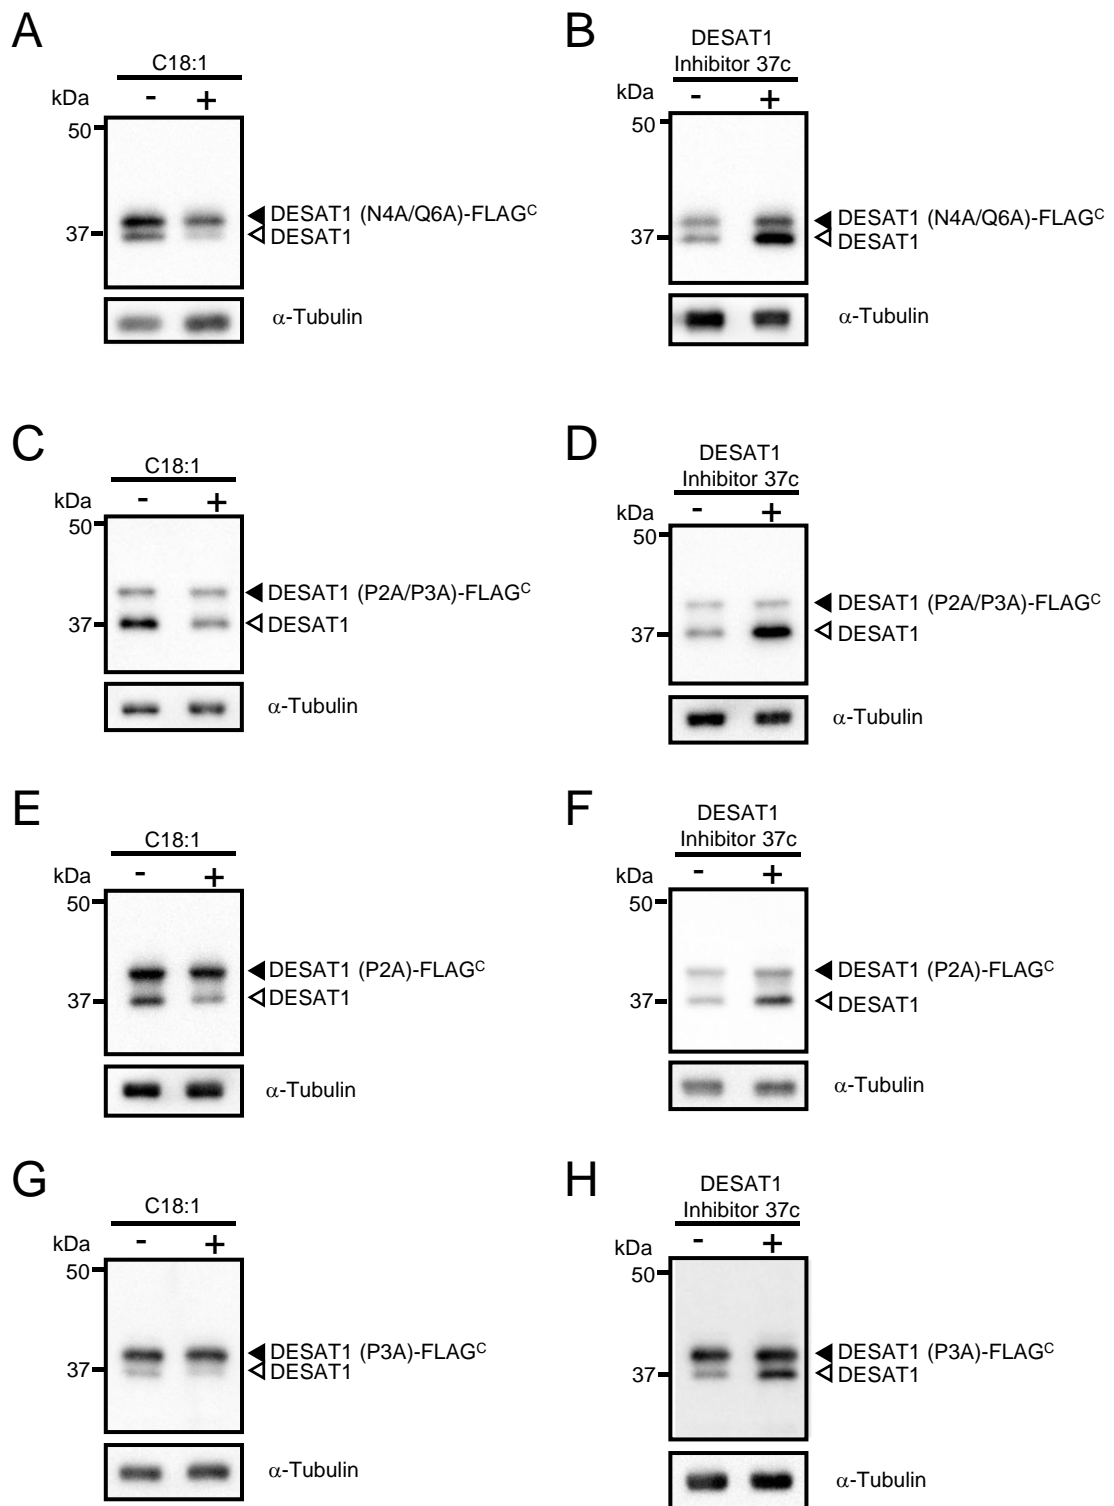 A
C18:1
kDa
- +
50
37
DESAT1 (N4A/Q6A)-FLAGC
DESAT1
α-Tubulin
B
DESAT1
Inhibitor 37c
kDa
- +
50
37
DESAT1 (N4A/Q6A)-FLAGC
DESAT1
α-Tubulin
C
C18:1
kDa
- +
50
37
DESAT1 (P2A/P3A)-FLAGC
DESAT1
α-Tubulin
D
DESAT1
Inhibitor 37c
kDa
- +
50
37
DESAT1 (P2A/P3A)-FLAGC
DESAT1
α-Tubulin
E
C18:1
kDa
- +
50
37
DESAT1 (P2A)-FLAGC
DESAT1
α-Tubulin
F
DESAT1
Inhibitor 37c
kDa
- +
50
37
DESAT1 (P2A)-FLAGC
DESAT1
α-Tubulin
G
C18:1
kDa
- +
50
37
DESAT1 (P3A)-FLAGC
DESAT1
α-Tubulin
H
DESAT1
Inhibitor 37c
kDa
- +
50
37
DESAT1 (P3A)-FLAGC
DESAT1
α-Tubulin